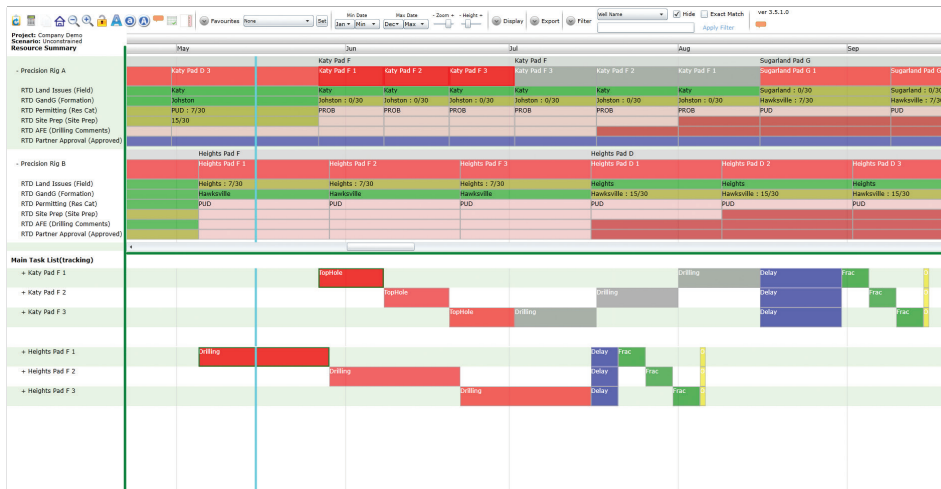 Favourites None Set Min Date Jan Min Max Date Dec Max - Zoom + - Height + Display Export Filter Well Name Hide Exact Match ver 3.5.1.0
Apply Filter
Project: Company Demo
Scenario: Unconstrained
Resource Summary May Jun Jul Aug Sep
Katy Pad F Katy Pad F Sugarland Pad G
- Precision Rig A Katy Pad D 3 Katy Pad F 1 Katy Pad F 2 Katy Pad F 3 Katy Pad F 3 Katy Pad F 2 Katy Pad F 1 Sugarland Pad G 1 Sugarland Pad G
RTD Land Issues (Field) Katy Katy Katy Katy Katy Katy Katy Sugarland : 0/30 Sugarland : 0/30
RTD GandG (Formation) Johston Johston : 0/30 Johston : 0/30 Johston : 0/30 Johston : 0/30 Johston : 0/30 Johston : 0/30 Hawksville : 7/30 Hawksville : 7/3
RTD Permitting (Res Cat) PUD : 7/30 PROB PROB PROB PROB PROB PROB PUD PUD
RTD Site Prep (Site Prep) 15/30
RTD AFE (Drilling Comments)
RTD Partner Approval (Approved)
Heights Pad F Heights Pad D
- Precision Rig B Heights Pad F 1 Heights Pad F 2 Heights Pad F 3 Heights Pad D 1 Heights Pad D 2 Heights Pad D 3
RTD Land Issues (Field) Heights : 7/30 Heights : 7/30 Heights : 7/30 Heights Heights Heights
RTD GandG (Formation) Hawksville Hawksville Hawksville Hawksville : 15/30 Hawksville : 15/30 Hawksville : 15/30
RTD Permitting (Res Cat) PUD PUD PUD PUD PUD PUD
RTD Site Prep (Site Prep)
RTD AFE (Drilling Comments)
RTD Partner Approval (Approved)
Main Task List(tracking)
+ Katy Pad F 1 TopHole Drilling Delay Frac
+ Katy Pad F 2 TopHole Drilling Delay Frac
+ Katy Pad F 3 TopHole Drilling Delay Frac
+ Heights Pad F 1 Drilling Delay Frac
+ Heights Pad F 2 Drilling Delay Frac
+ Heights Pad F 3 Drilling Delay Frac